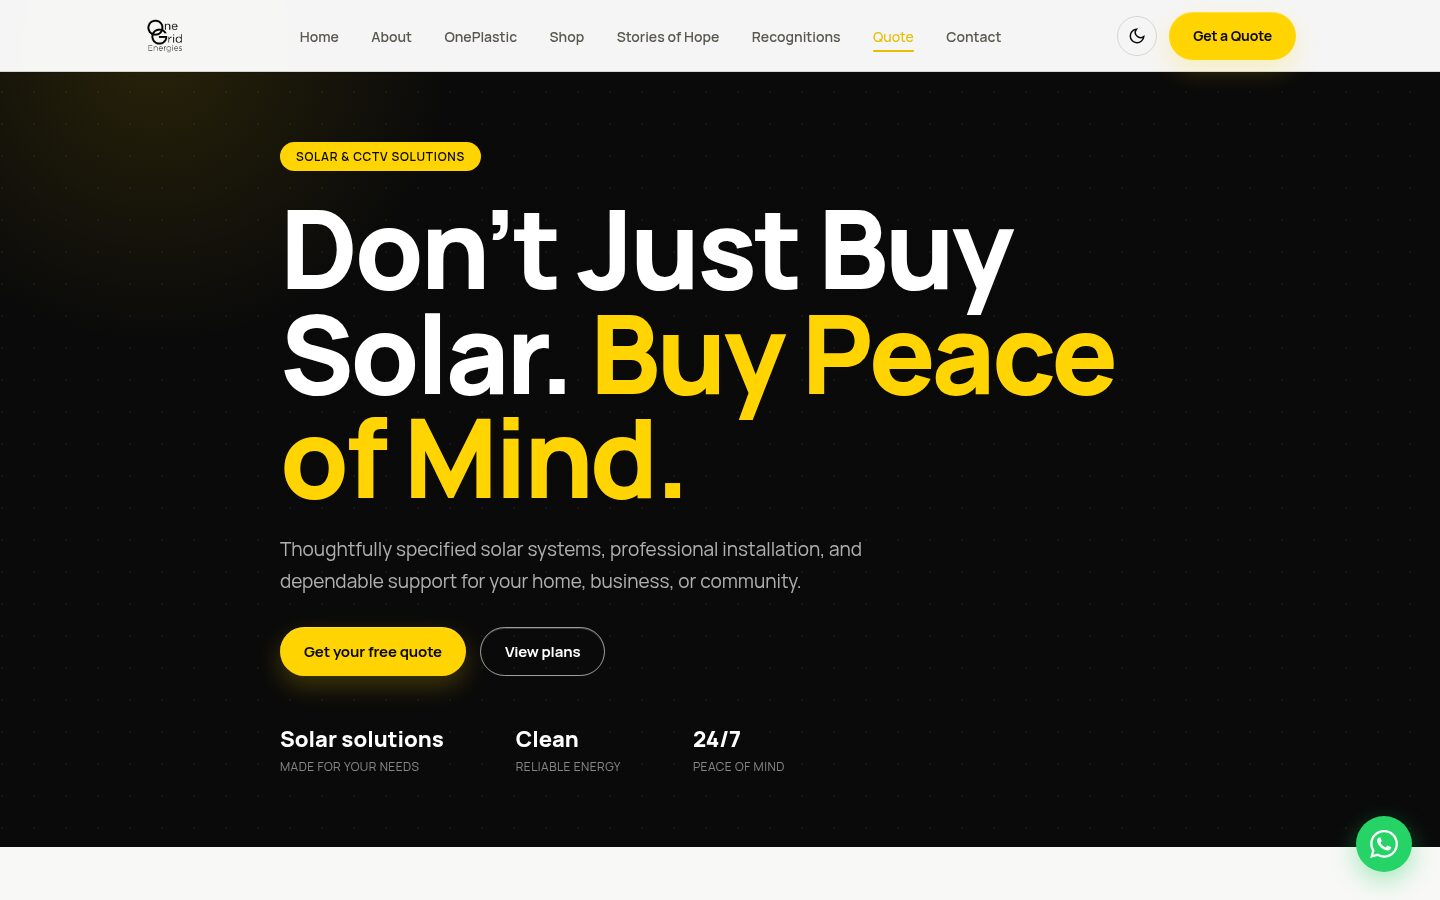 One
Grid
Energies
Home
About
OnePlastic
Shop
Stories of Hope
Recognitions
Quote
Contact
Get a Quote
SOLAR & CCTV SOLUTIONS
Don’t Just Buy
Solar. Buy Peace
of Mind.
Thoughtfully specified solar systems, professional installation, and
dependable support for your home, business, or community.
Get your free quote
View plans
Solar solutions
MADE FOR YOUR NEEDS
Clean
RELIABLE ENERGY
24/7
PEACE OF MIND